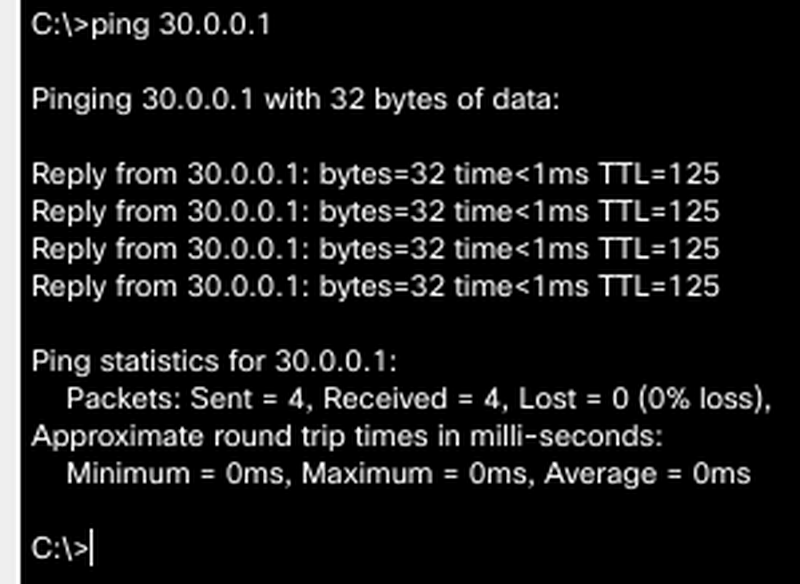 C:\>ping 30.0.0.1
Pinging 30.0.0.1 with 32 bytes of data:
Reply from 30.0.0.1: bytes=32 time<1ms TTL=125
Reply from 30.0.0.1: bytes=32 time<1ms TTL=125
Reply from 30.0.0.1: bytes=32 time<1ms TTL=125
Reply from 30.0.0.1: bytes=32 time<1ms TTL=125
Ping statistics for 30.0.0.1:
Packets: Sent = 4, Received = 4, Lost = 0 (0% loss),
Approximate round trip times in milli-seconds:
Minimum = 0ms, Maximum = 0ms, Average = 0ms
C:\>